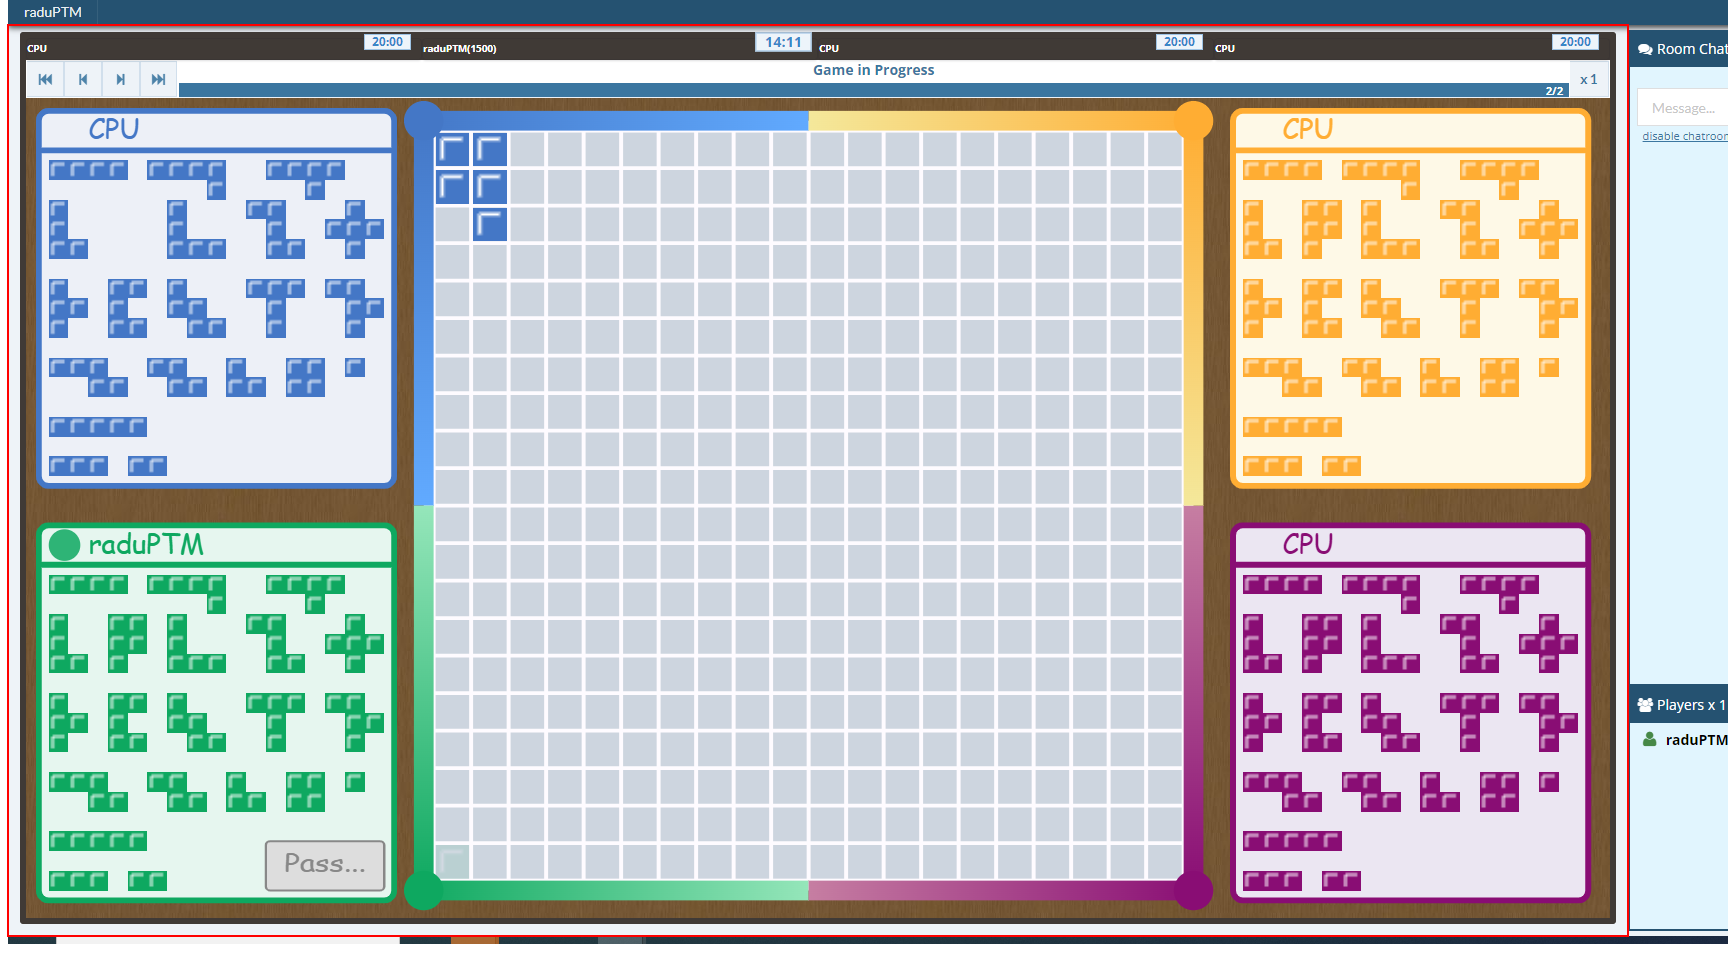 raduPTM
CPU
20:00
raduPTM(1500)
14:11
CPU
20:00
CPU
20:00
Game in Progress
2/2
x 1
CPU
CPU
raduPTM
Pass...
CPU
Room Chat
Message...
disable chatroom
Players x 1
raduPTM